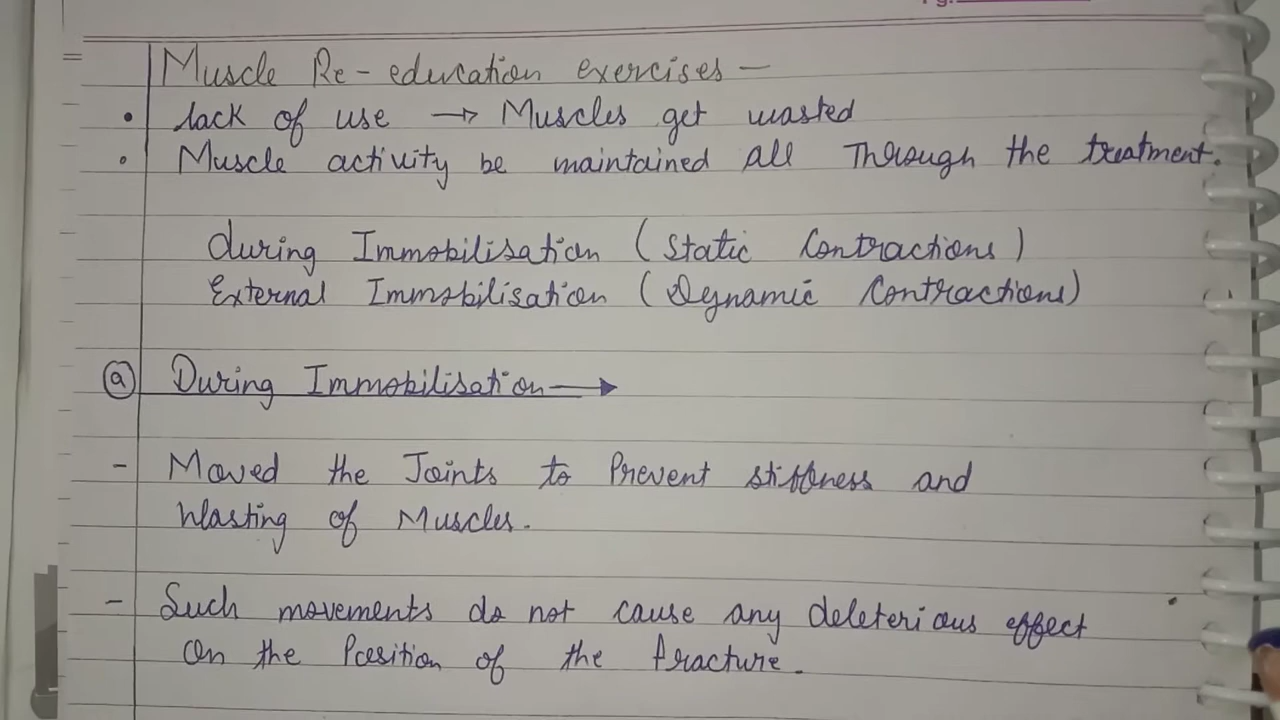 Muscle Re-education exercises —
• lack of use → Muscles get wasted
• Muscle activity be maintained all Through the treatment.
during Immobilisation (Static Contractions)
External Immobilisation (Dynamic Contractions)
(a) During Immobilisation →
- Moved the Joints to Prevent stiffness and
Wasting of Muscles.
- Such movements do not cause any deleterious effect
On the Position of the fracture.